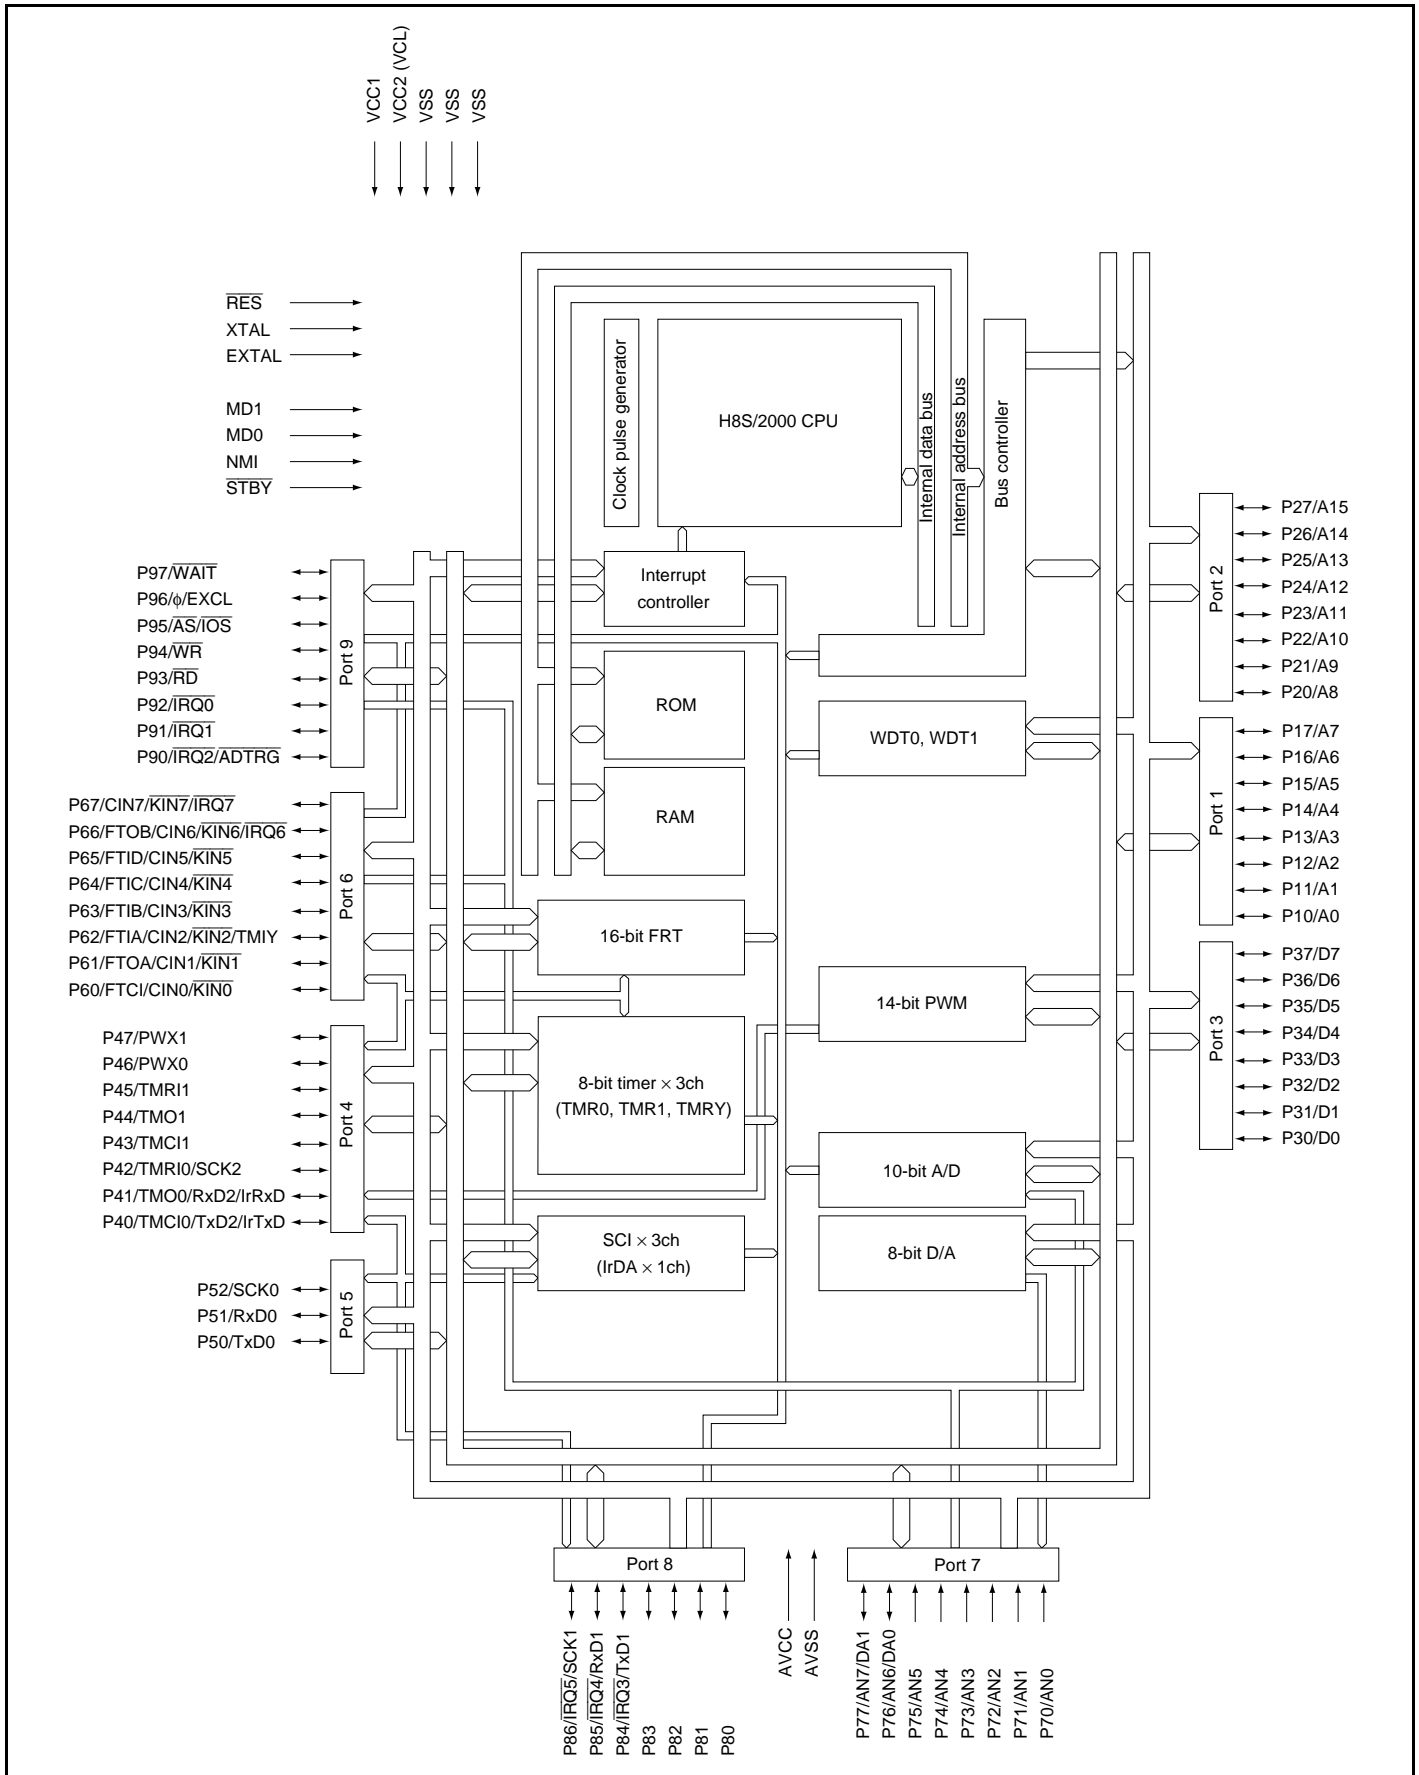 VCC1
VCC2 (VCL)
VSS
VSS
VSS
RES
XTAL
EXTAL
MD1
MD0
NMI
STBY
Clock pulse generator
H8S/2000 CPU
Internal data bus
Internal address bus
Bus controller
Interrupt
controller
ROM
RAM
WDT0, WDT1
16-bit FRT
14-bit PWM
8-bit timer × 3ch
(TMR0, TMR1, TMRY)
10-bit A/D
SCI × 3ch
(IrDA × 1ch)
8-bit D/A
P97/WAIT
P96/φ/EXCL
P95/AS/IOS
P94/WR
P93/RD
P92/IRQ0
P91/IRQ1
P90/IRQ2/ADTRG
Port 9
P67/CIN7/KIN7/IRQ7
P66/FTOB/CIN6/KIN6/IRQ6
P65/FTID/CIN5/KIN5
P64/FTIC/CIN4/KIN4
P63/FTIB/CIN3/KIN3
P62/FTIA/CIN2/KIN2/TMIY
P61/FTOA/CIN1/KIN1
P60/FTCI/CIN0/KIN0
Port 6
P47/PWX1
P46/PWX0
P45/TMRI1
P44/TMO1
P43/TMCI1
P42/TMRI0/SCK2
P41/TMO0/RxD2/IrRxD
P40/TMCI0/TxD2/IrTxD
Port 4
P52/SCK0
P51/RxD0
P50/TxD0
Port 5
Port 2
P27/A15
P26/A14
P25/A13
P24/A12
P23/A11
P22/A10
P21/A9
P20/A8
Port 1
P17/A7
P16/A6
P15/A5
P14/A4
P13/A3
P12/A2
P11/A1
P10/A0
Port 3
P37/D7
P36/D6
P35/D5
P34/D4
P33/D3
P32/D2
P31/D1
P30/D0
Port 8
P86/IRQ5/SCK1
P85/IRQ4/RxD1
P84/IRQ3/TxD1
P83
P82
P81
P80
AVCC
AVSS
Port 7
P77/AN7/DA1
P76/AN6/DA0
P75/AN5
P74/AN4
P73/AN3
P72/AN2
P71/AN1
P70/AN0